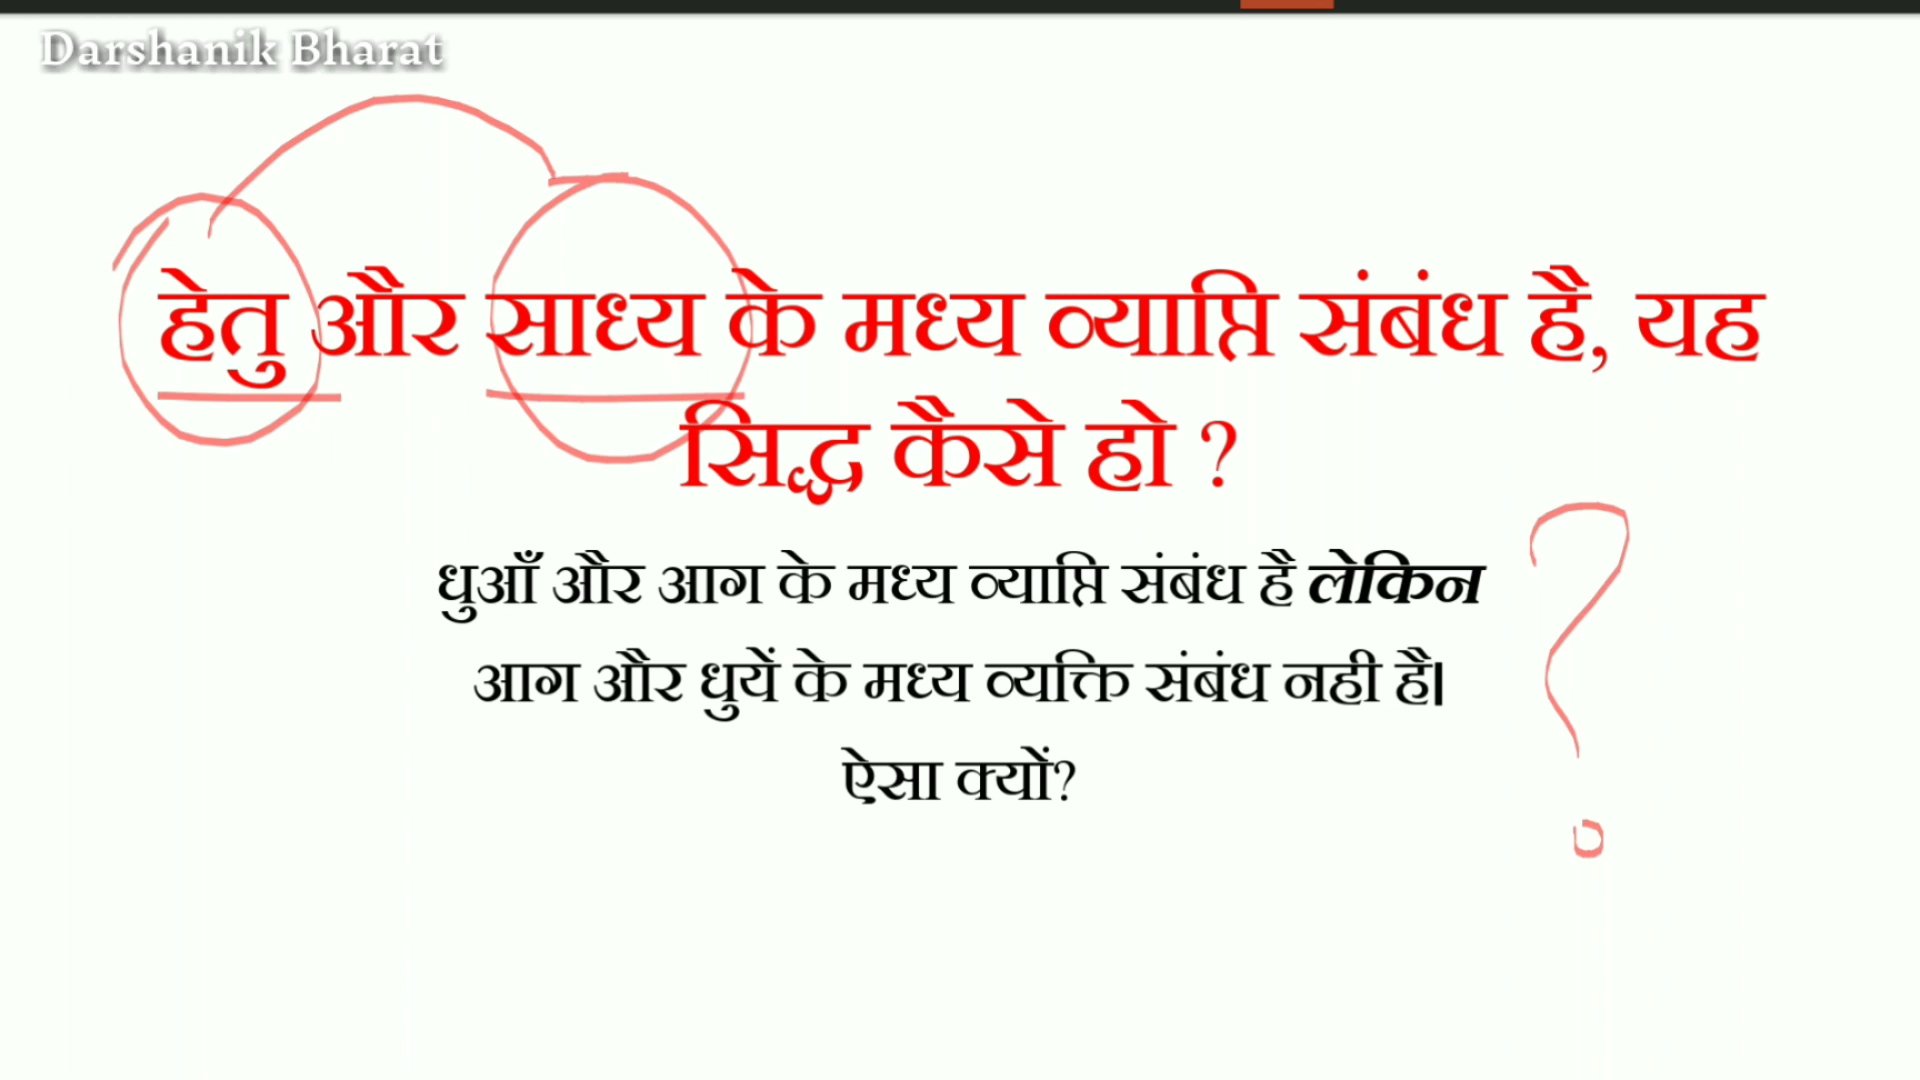 Darshanik Bharat
हेतु और साध्य के मध्य व्याप्ति संबंध है, यह
सिद्ध कैसे हो ?
धुआँ और आग के मध्य व्याप्ति संबंध है लेकिन
आग और धुयें के मध्य व्यक्ति संबंध नही है।
ऐसा क्यों?
?